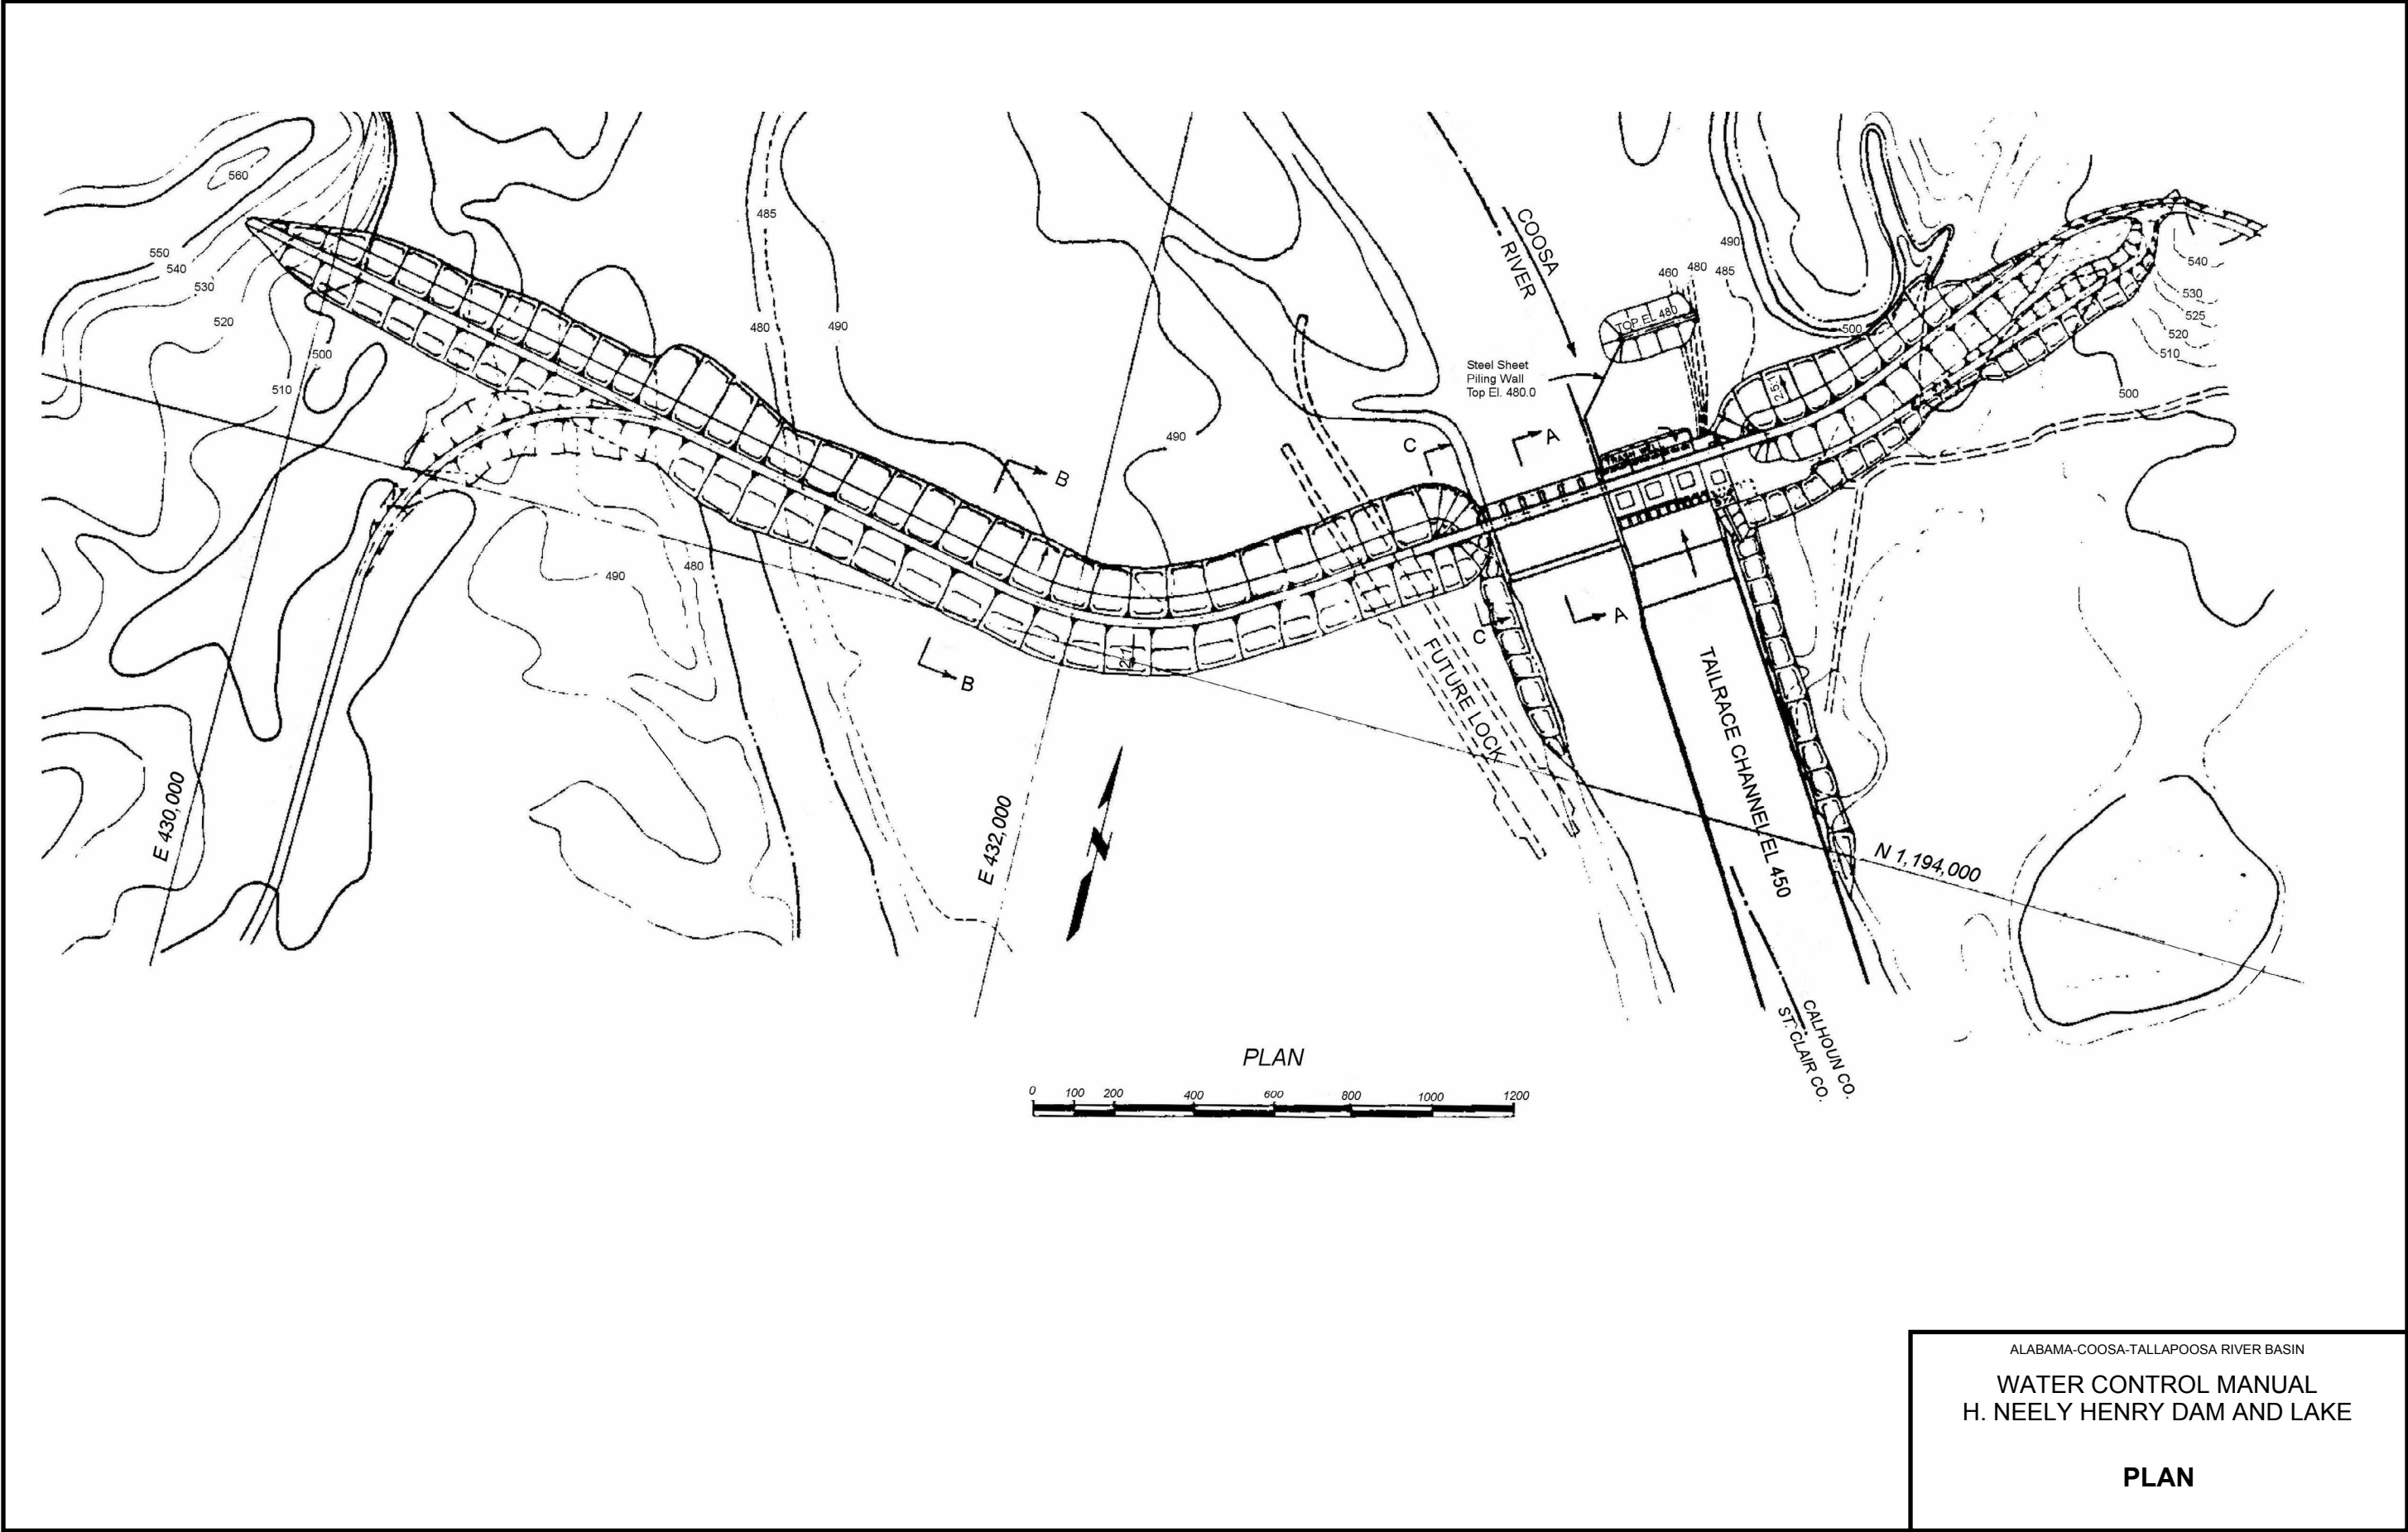 560
550
540
530
520
510
500
485
480
490
490
COOSA
RIVER
460
480
485
490
TOP EL 480
Steel Sheet
Piling Wall
Top El. 480.0
500
540
530
525
520
510
500
A
A
B
B
C
C
490
480
2:1
FUTURE LOCK
TAILRACE CHANNEL EL 450
E 430,000
E 432,000
N
N 1,194,000
CALHOUN CO.
ST. CLAIR CO.
PLAN
0 100 200 400 600 800 1000 1200
ALABAMA-COOSA-TALLAPOOSA RIVER BASIN
WATER CONTROL MANUAL
H. NEELY HENRY DAM AND LAKE
PLAN